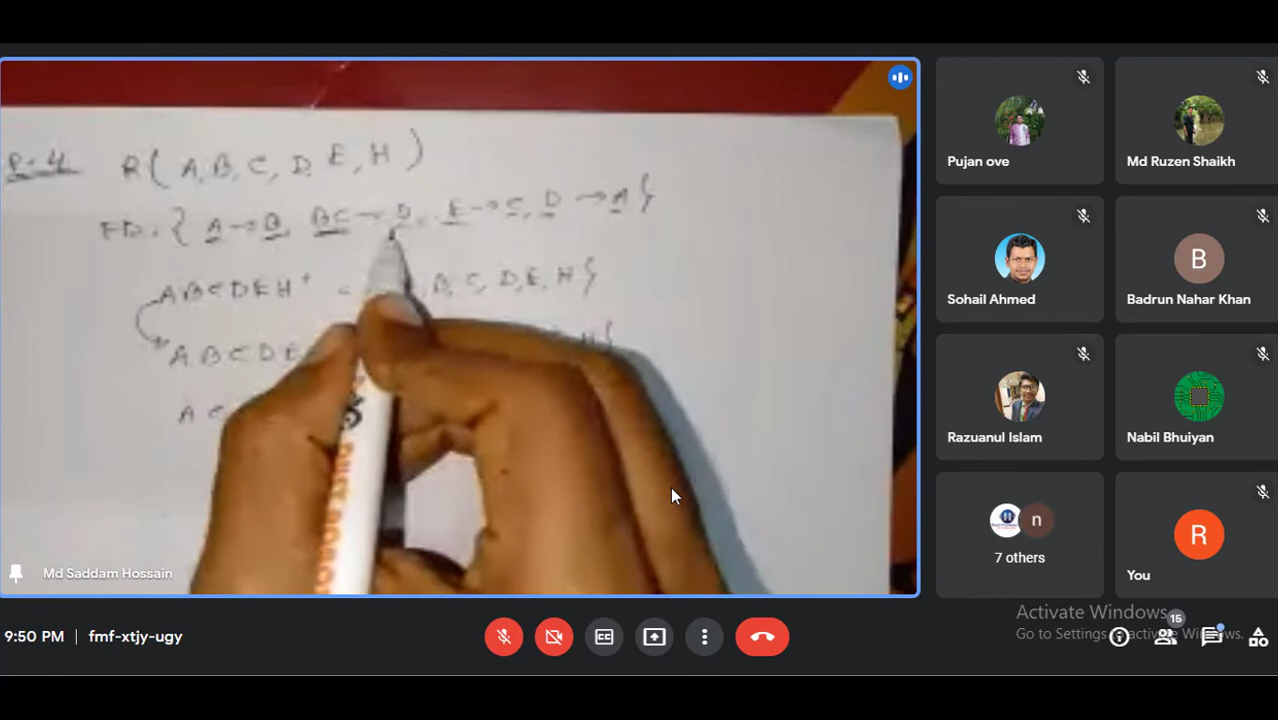 P-4 R( A, B, C, D, E, H )
FD: { A → B, BC → D, E → C, D → A }
ABCDEH⁺ = B, C, D, E, H }
ABCDE H }
A C
Md Saddam Hossain
Pujan ove
Md Ruzen Shaikh
Sohail Ahmed
B
Badrun Nahar Khan
Razuanul Islam
Nabil Bhuiyan
n
7 others
R
You
9:50 PM | fmf-xtjy-ugy
CC
15
Activate Windows
Go to Settings to activate Windows.